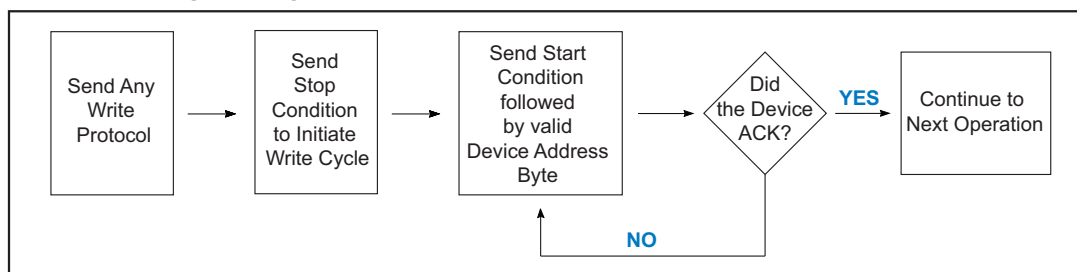 Send Any
Write
Protocol
Send
Stop
Condition
to Initiate
Write Cycle
Send Start
Condition
followed
by valid
Device Address
Byte
Did
the Device
ACK?
YES
Continue to
Next Operation
NO